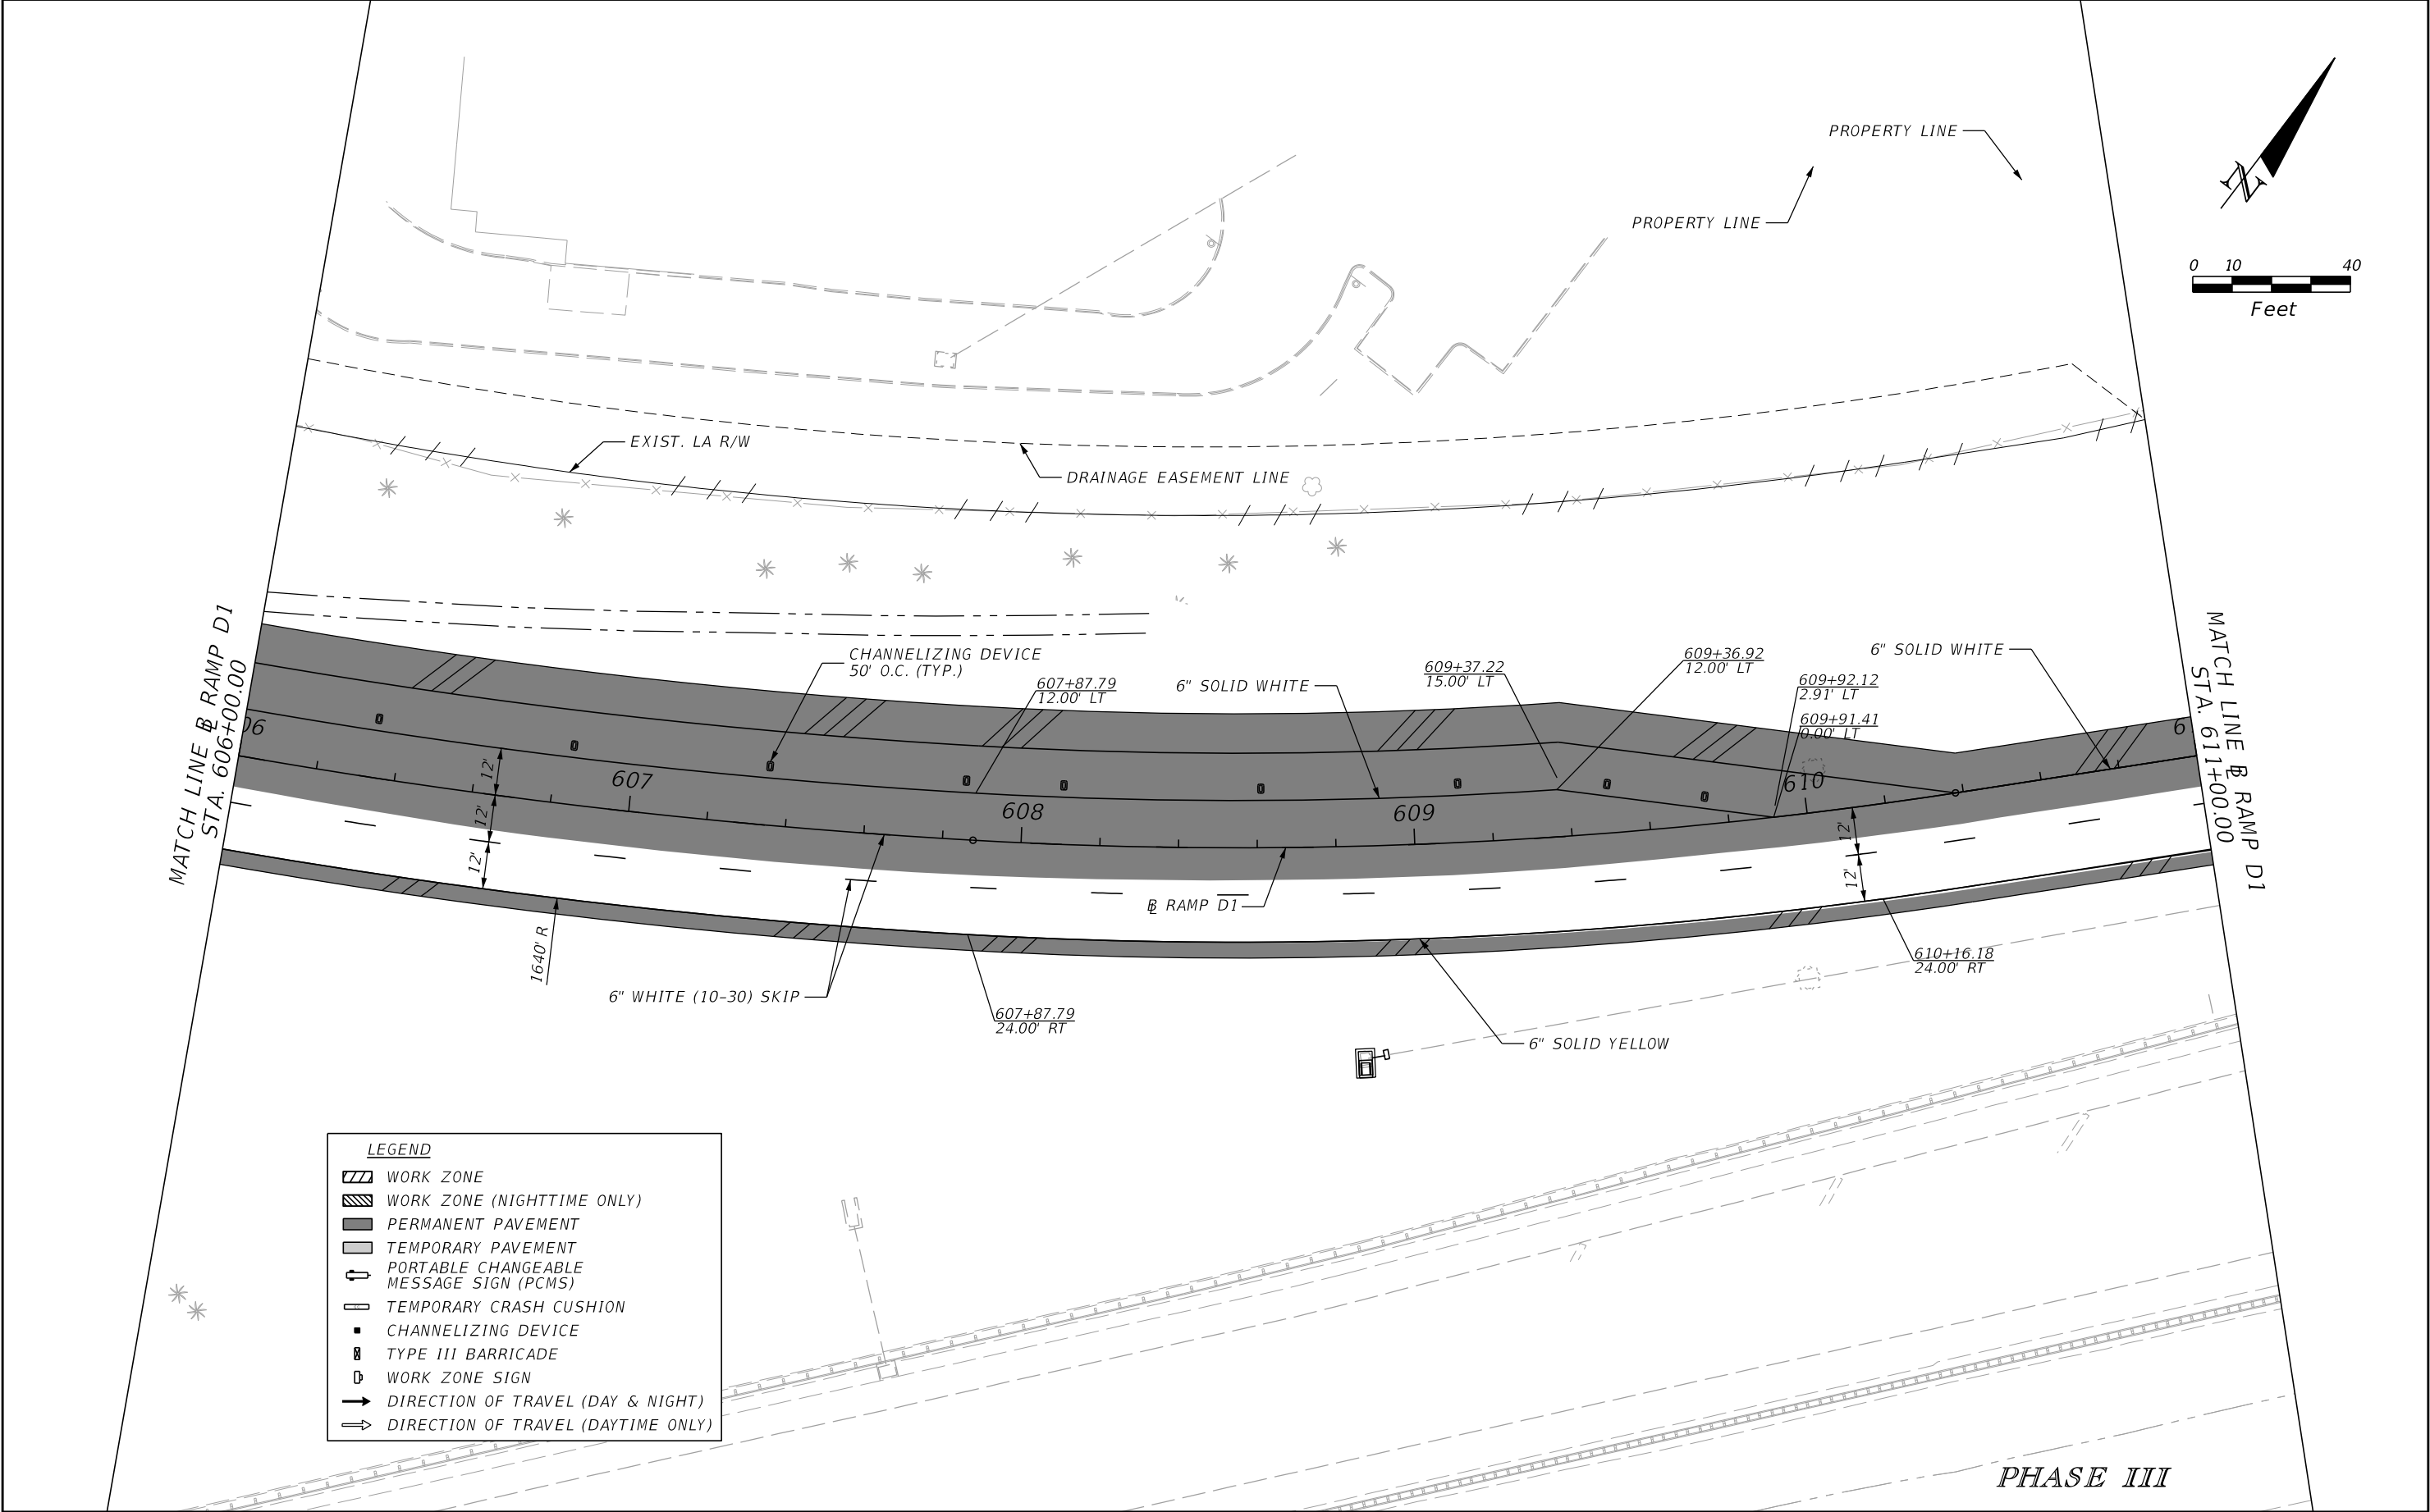 PROPERTY LINE
PROPERTY LINE
N
0 10 40
Feet
EXIST. LA R/W
DRAINAGE EASEMENT LINE
MATCH LINE BL RAMP D1
STA. 606+00.00
CHANNELIZING DEVICE
50' O.C. (TYP.)
607+87.79
12.00' LT
6" SOLID WHITE
609+37.22
15.00' LT
609+36.92
12.00' LT
609+92.12
2.91' LT
609+91.41
0.00' LT
6" SOLID WHITE
MATCH LINE BL RAMP D1
STA. 611+00.00
06
607
608
609
610
6
12'
12'
12'
12'
12'
1640' R
BL RAMP D1
6" WHITE (10-30) SKIP
607+87.79
24.00' RT
610+16.18
24.00' RT
6" SOLID YELLOW
LEGEND
WORK ZONE
WORK ZONE (NIGHTTIME ONLY)
PERMANENT PAVEMENT
TEMPORARY PAVEMENT
PORTABLE CHANGEABLE
MESSAGE SIGN (PCMS)
TEMPORARY CRASH CUSHION
CHANNELIZING DEVICE
TYPE III BARRICADE
WORK ZONE SIGN
DIRECTION OF TRAVEL (DAY & NIGHT)
DIRECTION OF TRAVEL (DAYTIME ONLY)
PHASE III